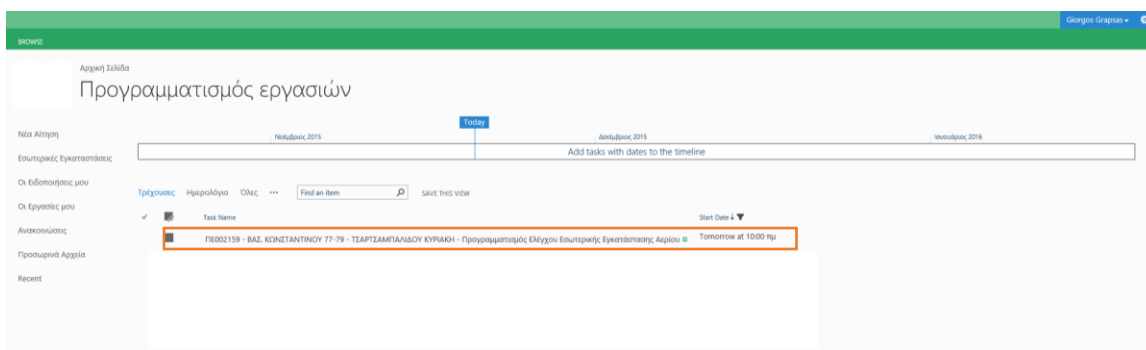 Giorgos Grapsas
BROWSE
Αρχική Σελίδα
Προγραμματισμός εργασιών
Today
Νέα Αίτηση
Νοέμβριος 2015 Δεκέμβριος 2015 Ιανουάριος 2016
Add tasks with dates to the timeline
Εσωτερικές Εγκαταστάσεις
Οι Ειδοποιήσεις μου
Τρέχουσες Ημερολόγιο Όλες ··· Find an item SAVE THIS VIEW
Οι Εργασίες μου
Task Name Start Date
Ανακοινώσεις
ΠΕ002159 - ΒΑΣ. ΚΩΝΣΤΑΝΤΙΝΟΥ 77-79 - ΤΣΑΡΤΣΑΜΠΑΛΙΔΟΥ ΚΥΡΙΑΚΗ - Προγραμματισμός Ελέγχου Εσωτερικής Εγκατάστασης Αερίου Tomorrow at 10:00 πμ
Προσωρινά Αρχεία
Recent